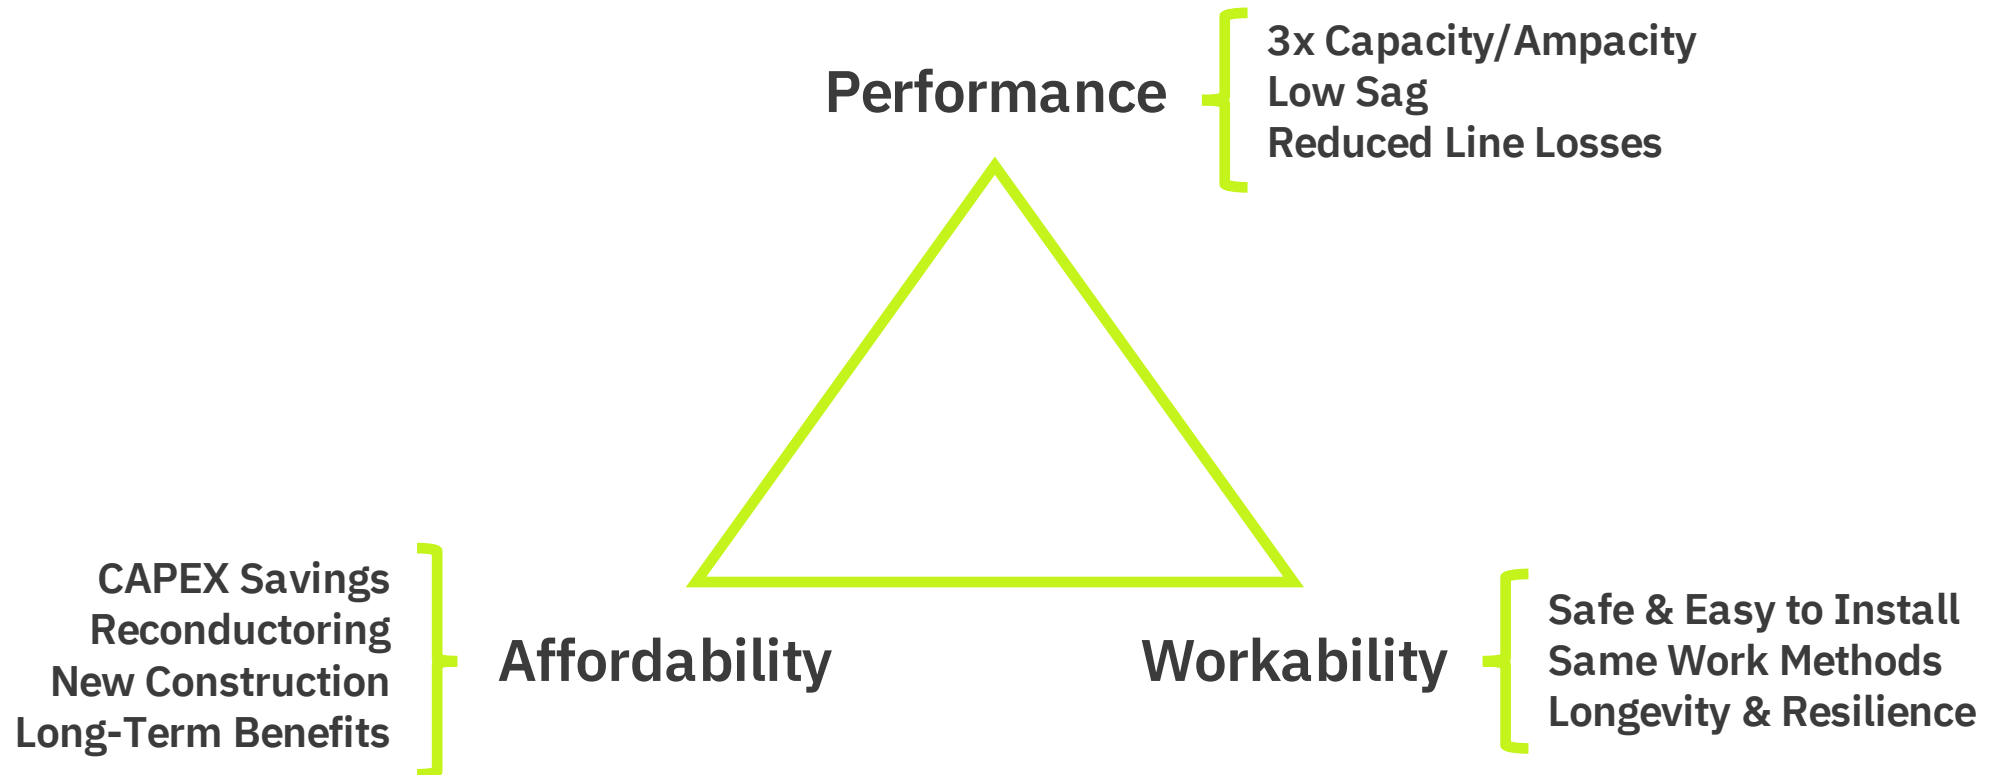 Performance
3x Capacity/Ampacity
Low Sag
Reduced Line Losses
CAPEX Savings
Reconductoring
New Construction
Long-Term Benefits
Affordability
Workability
Safe & Easy to Install
Same Work Methods
Longevity & Resilience